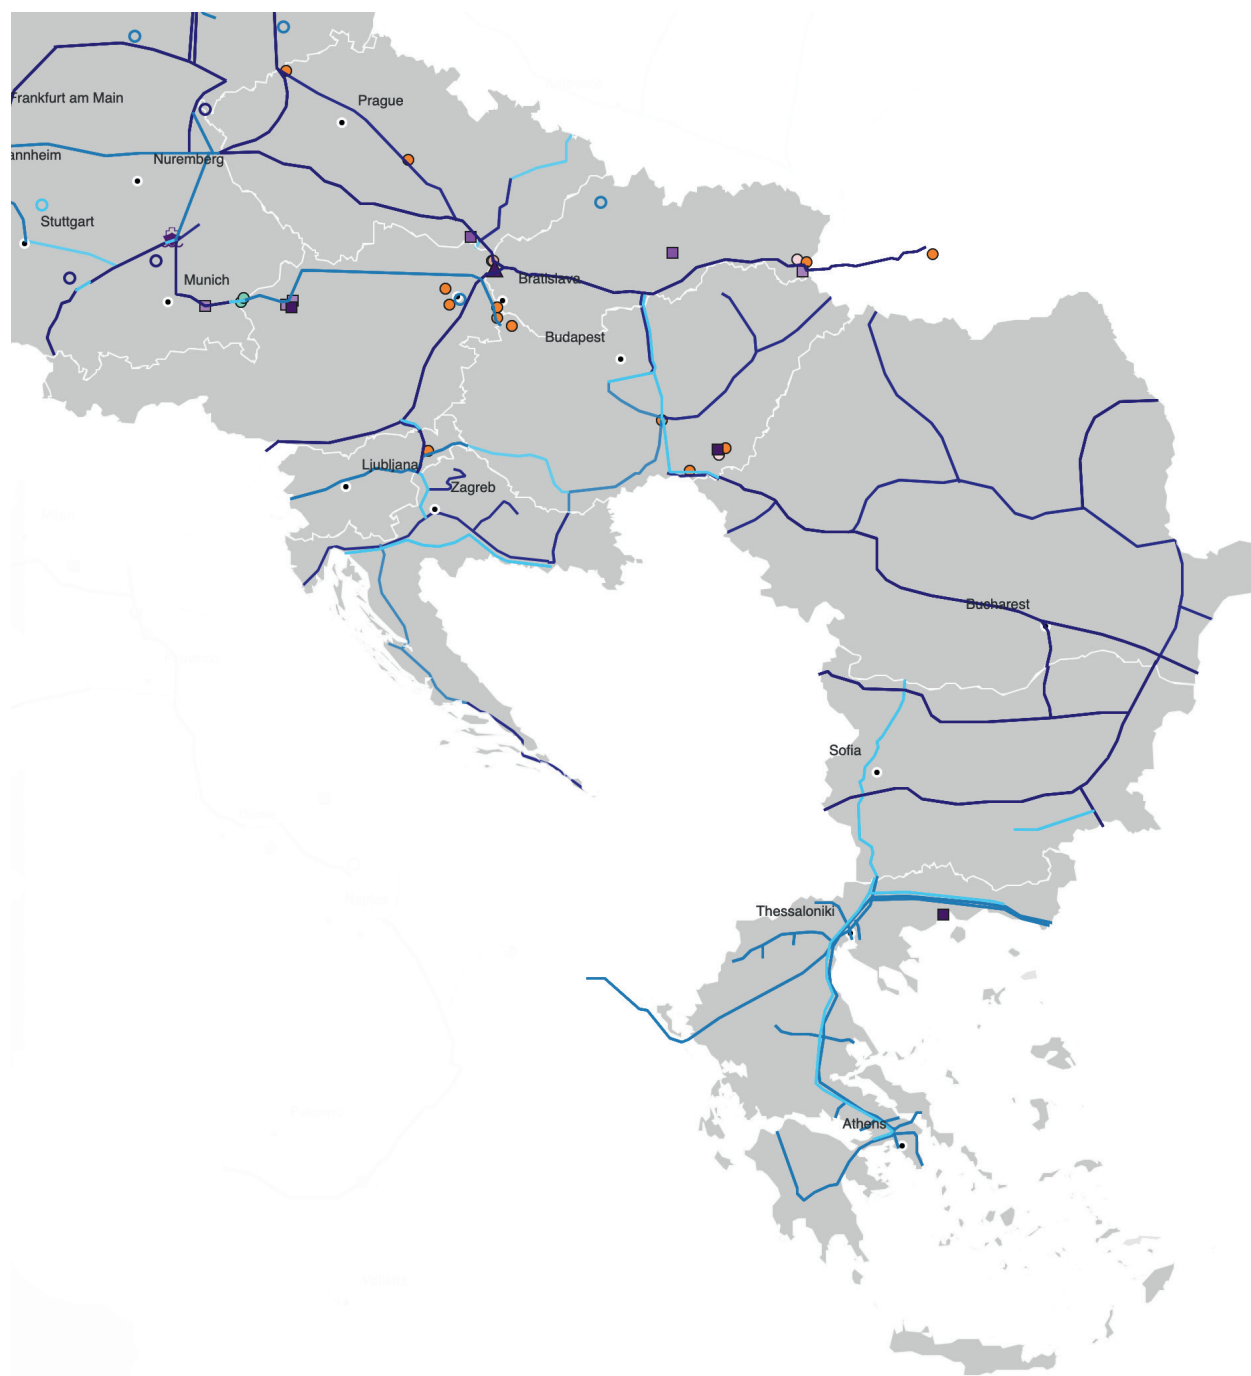 Frankfurt am Main
Prague
annheim
Nuremberg
Stuttgart
Munich
Bratislava
Budapest
Ljubljana
Zagreb
Bucharest
Sofia
Thessaloniki
Athens